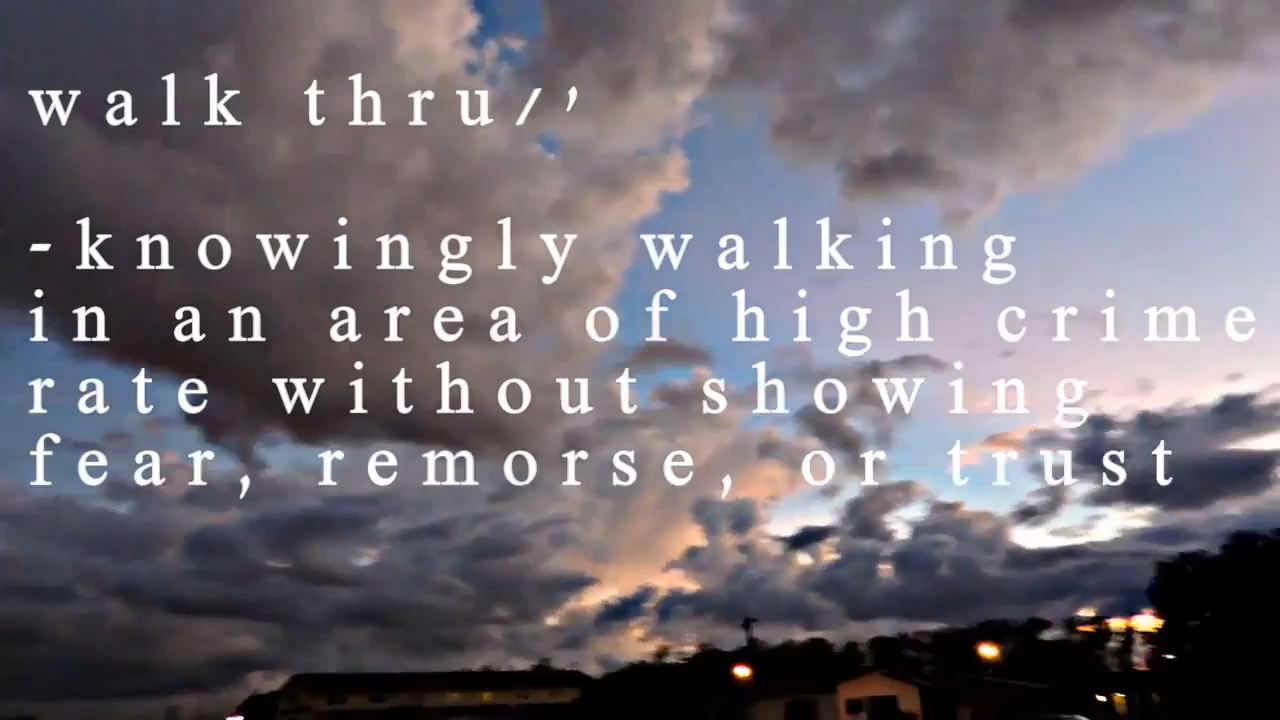 walk thru/’
-knowingly walking
in an area of high crime
rate without showing
fear, remorse, or trust